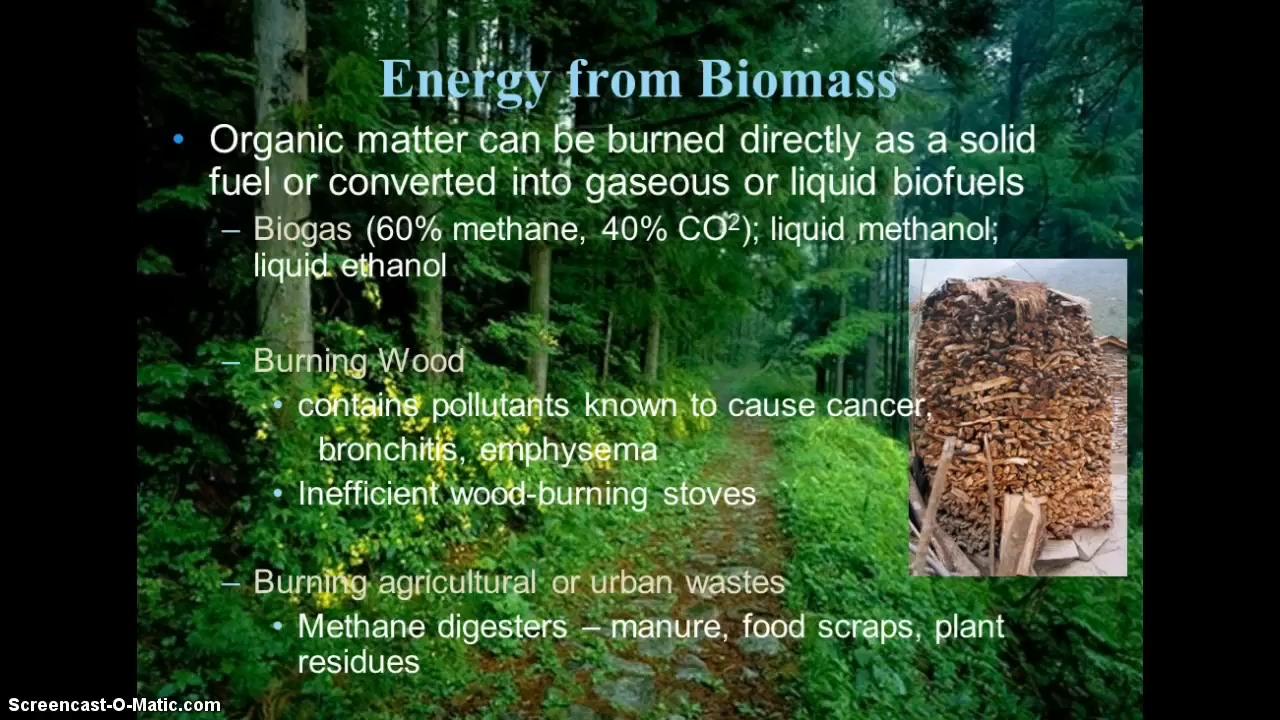 Energy from Biomass
• Organic matter can be burned directly as a solid
fuel or converted into gaseous or liquid biofuels
– Biogas (60% methane, 40% CO²); liquid methanol;
liquid ethanol
– Burning Wood
• contains pollutants known to cause cancer,
bronchitis, emphysema
• Inefficient wood-burning stoves
– Burning agricultural or urban wastes
• Methane digesters – manure, food scraps, plant
residues
Screencast-O-Matic.com